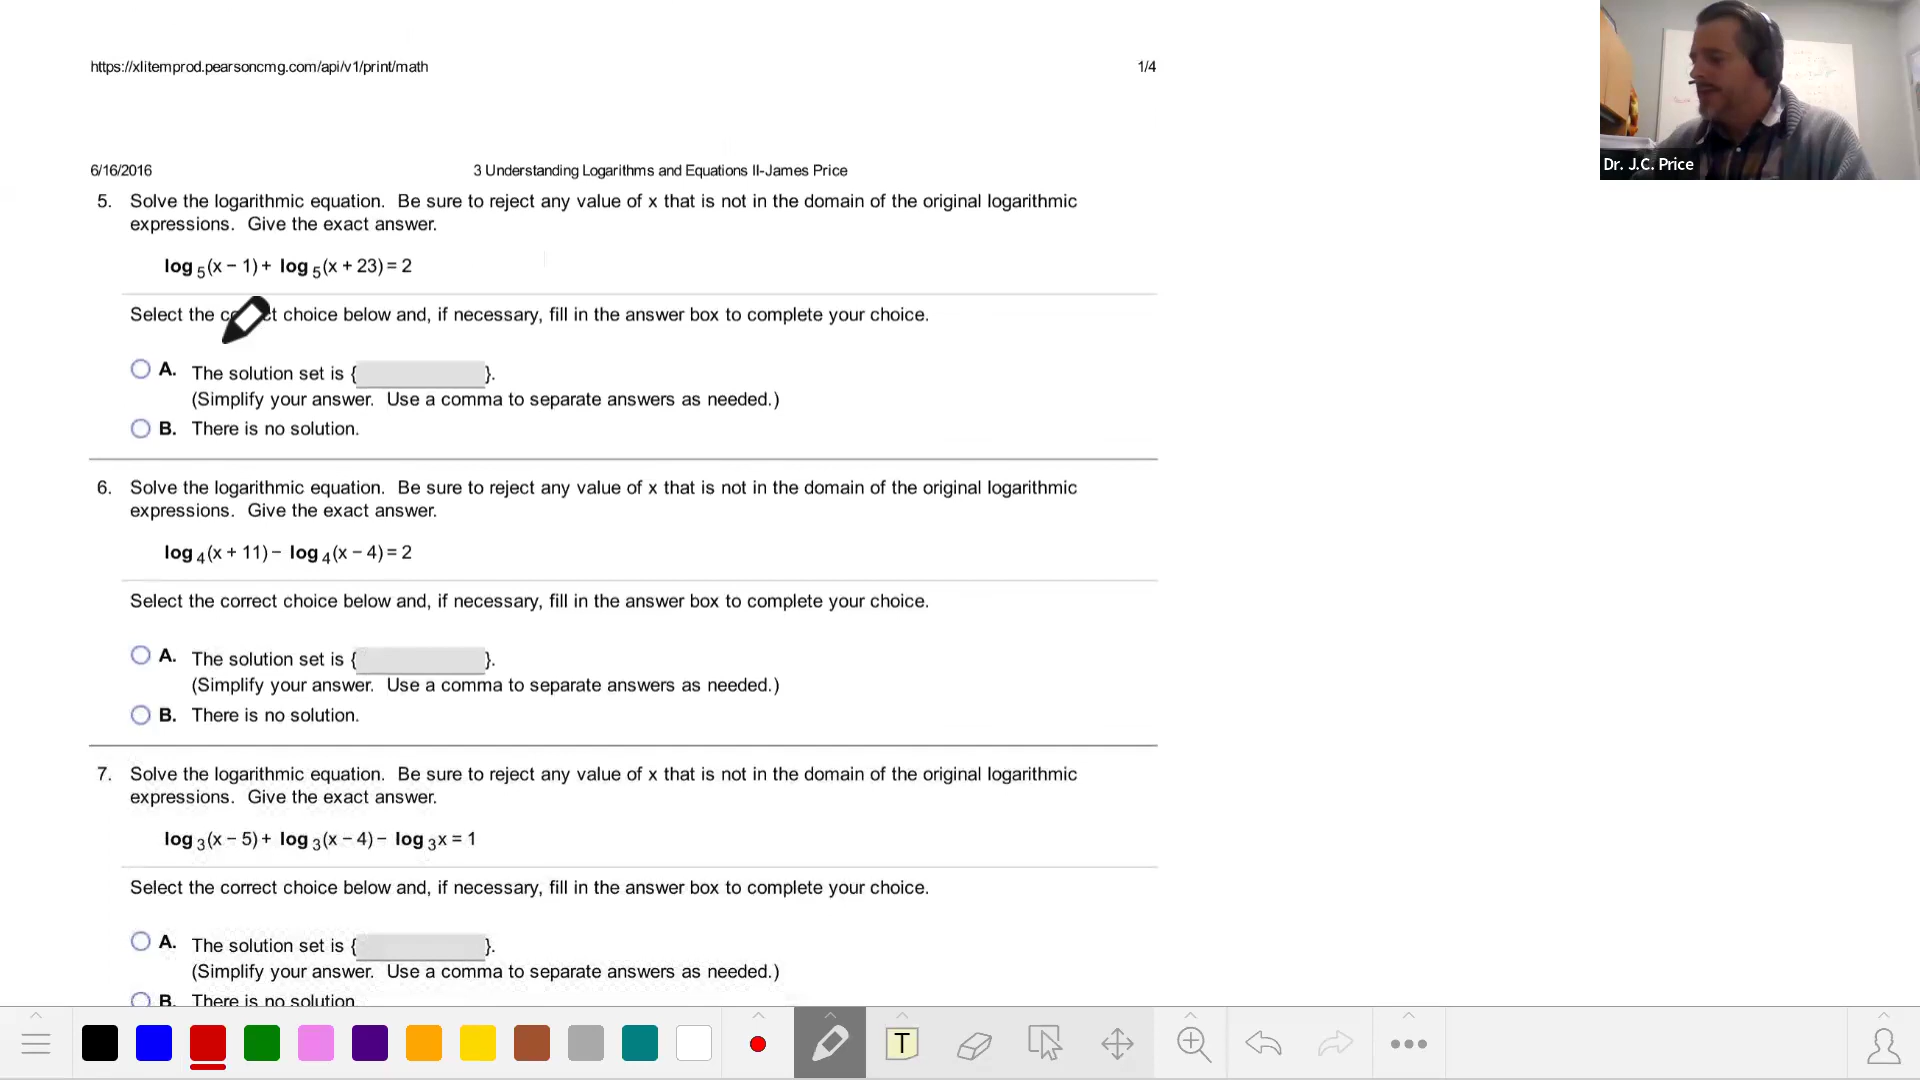 https://xlitemprod.pearsoncmg.com/api/v1/print/math 1/4
Dr. J.C. Price
6/16/2016 3 Understanding Logarithms and Equations II-James Price
5. Solve the logarithmic equation. Be sure to reject any value of x that is not in the domain of the original logarithmic
expressions. Give the exact answer.
log 5(x − 1) + log 5(x + 23) = 2
Select the c t choice below and, if necessary, fill in the answer box to complete your choice.
A. The solution set is { }.
(Simplify your answer. Use a comma to separate answers as needed.)
B. There is no solution.
6. Solve the logarithmic equation. Be sure to reject any value of x that is not in the domain of the original logarithmic
expressions. Give the exact answer.
log 4(x + 11) − log 4(x − 4) = 2
Select the correct choice below and, if necessary, fill in the answer box to complete your choice.
A. The solution set is { }.
(Simplify your answer. Use a comma to separate answers as needed.)
B. There is no solution.
7. Solve the logarithmic equation. Be sure to reject any value of x that is not in the domain of the original logarithmic
expressions. Give the exact answer.
log 3(x − 5) + log 3(x − 4) − log 3x = 1
Select the correct choice below and, if necessary, fill in the answer box to complete your choice.
A. The solution set is { }.
(Simplify your answer. Use a comma to separate answers as needed.)
B. There is no solution.
T